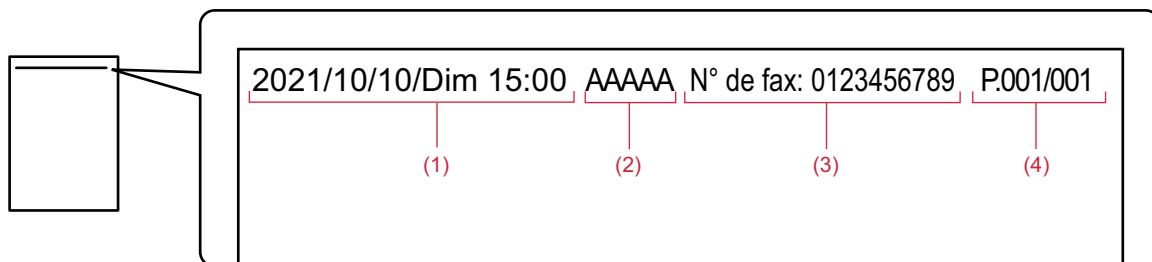 2021/10/10/Dim 15:00 AAAAA N° de fax: 0123456789 P.001/001
(1) (2) (3) (4)